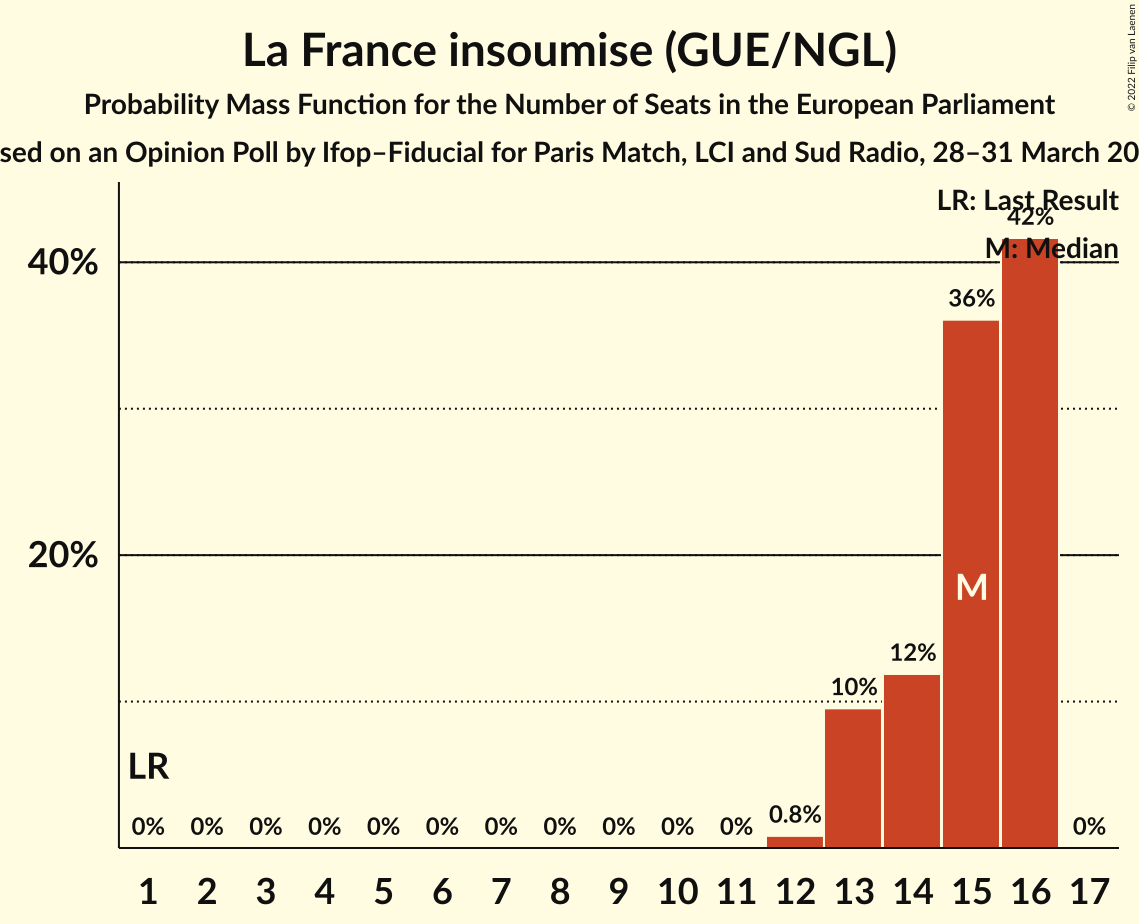 La France insoumise (GUE/NGL)
Probability Mass Function for the Number of Seats in the European Parliament
sed on an Opinion Poll by Ifop–Fiducial for Paris Match, LCI and Sud Radio, 28–31 March 20
© 2022 Filip van Laenen
LR: Last Result
M: Median
40%
20%
42%
36%
M
12%
10%
LR
0% 0% 0% 0% 0% 0% 0% 0% 0% 0% 0% 0.8% 0%
1 2 3 4 5 6 7 8 9 10 11 12 13 14 15 16 17